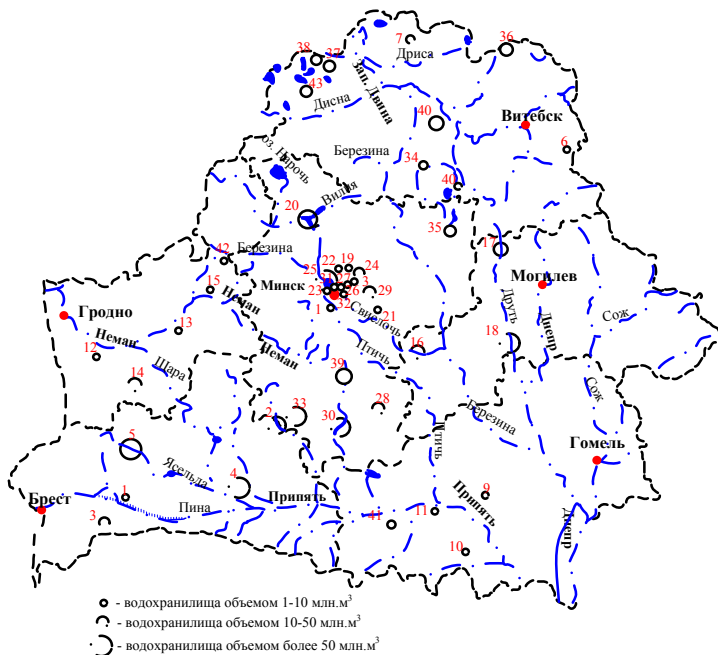 36
7
38
37
Дриса
43
Зап. Двина
Дисна
40
Витебск
6
оз. Нарочь
Березина
34
40
Вилия
20
35
17
Березина
42
22
19
24
25
27
3
Могилев
Минск
23
26
29
15
Неман
32
1
21
Свислочь
Гродно
Друть
Днепр
Сож
Неман
13
18
12
Неман
Птичь
16
Щара
14
39
Сож
28
2
33
30
Березина
Птичь
Гомель
5
Ясельда
4
Брест
1
Припять
Припять
9
3
Пина
41
11
Днепр
10
- водохранилища объемом 1-10 млн.м³
- водохранилища объемом 10-50 млн.м³
- водохранилища объемом более 50 млн.м³